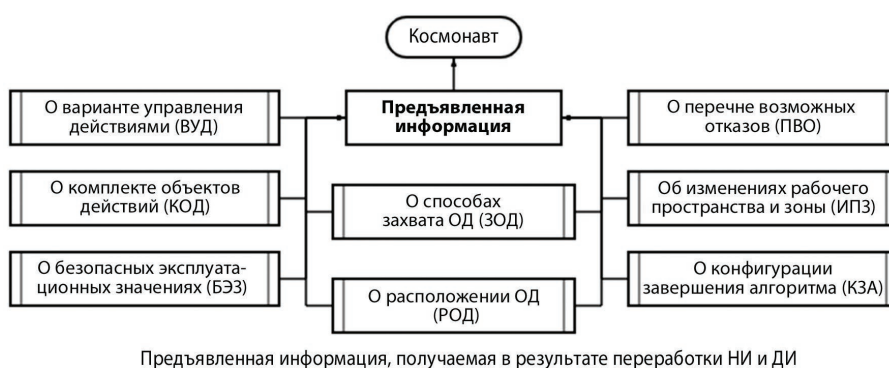 Космонавт
О варианте управления
действиями (ВУД)
Предъявленная
информация
О перечне возможных
отказов (ПВО)
О комплекте объектов
действий (КОД)
О способах
захвата ОД (ЗОД)
Об изменениях рабочего
пространства и зоны (ИПЗ)
О безопасных эксплуата-
ционных значениях (БЭЗ)
О расположении ОД
(РОД)
О конфигурации
завершения алгоритма (КЗА)
Предъявленная информация, получаемая в результате переработки НИ и ДИ